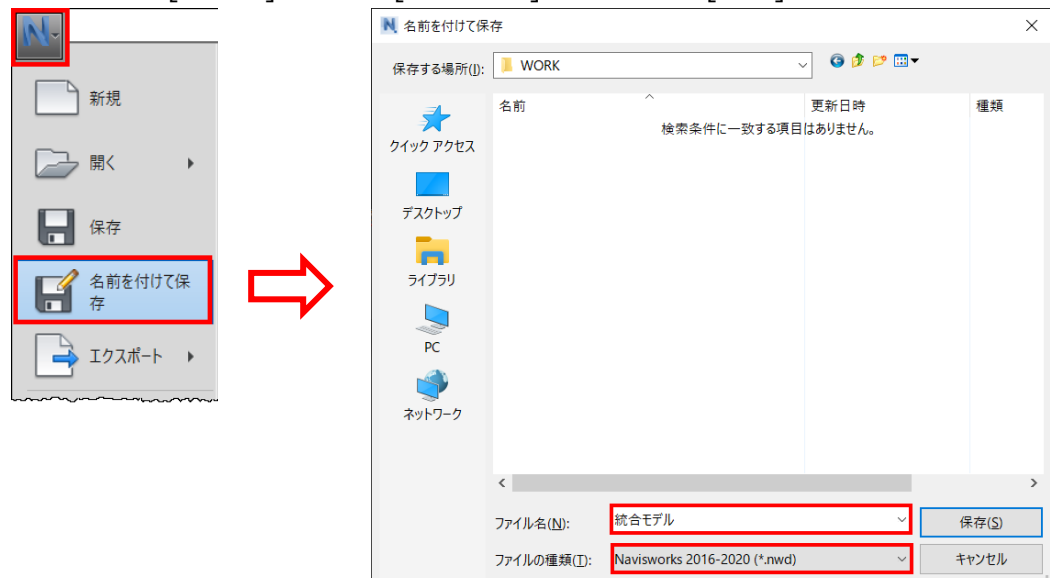 新規
開く
保存
名前を付けて保
存
エクスポート
名前を付けて保存
保存する場所(I):
WORK
名前
更新日時
種類
検索条件に一致する項目はありません。
クイック アクセス
デスクトップ
ライブラリ
PC
ネットワーク
ファイル名(N):
統合モデル
保存(S)
ファイルの種類(T):
Navisworks 2016-2020 (*.nwd)
キャンセル